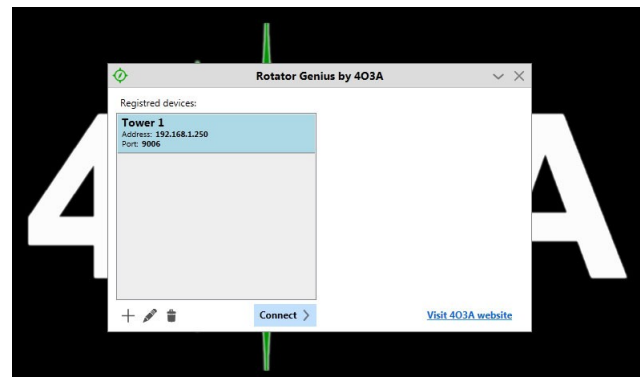 Rotator Genius by 4O3A
Registred devices:
Tower 1
Address: 192.168.1.250
Port: 9006
Connect
Visit 4O3A website
4
A